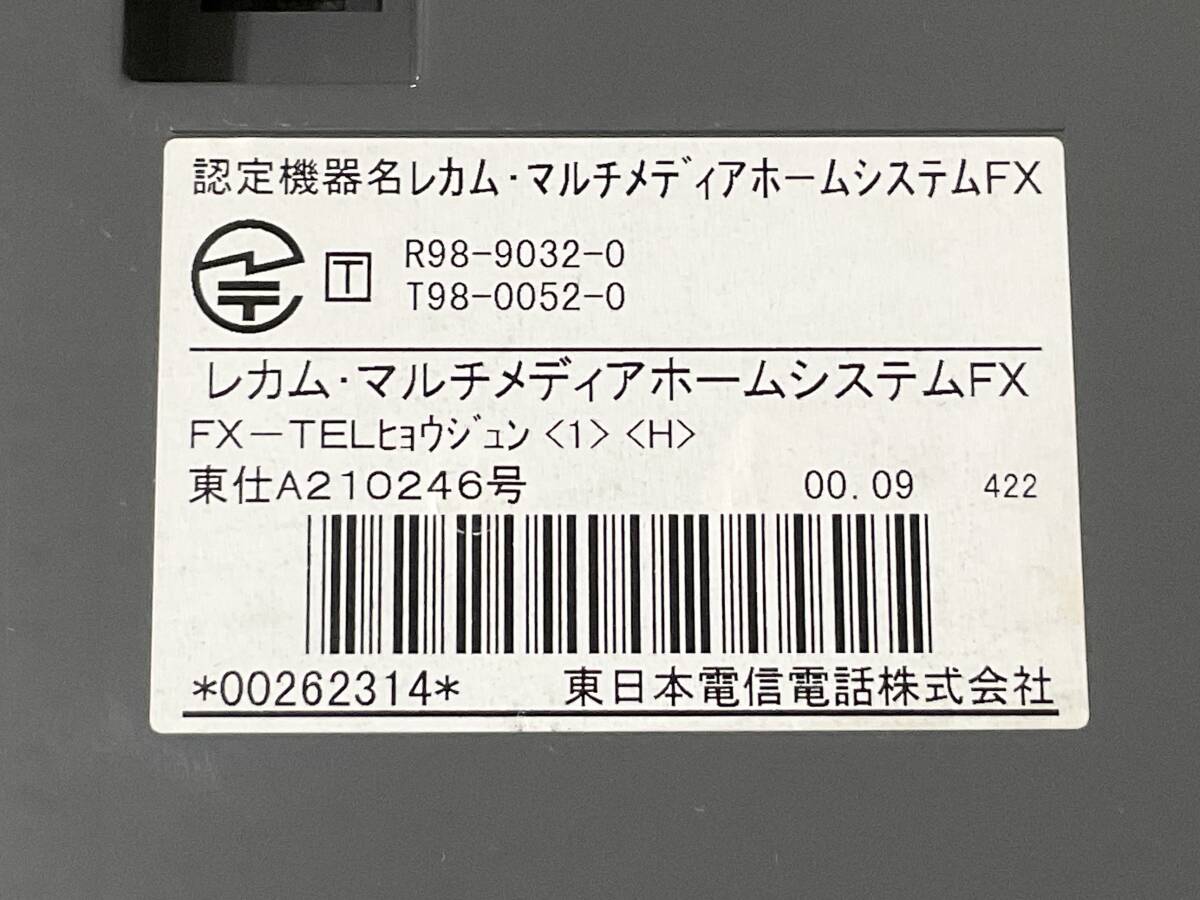 認定機器名レカム・マルチメディアホームシステムFX
T R98-9032-0
T98-0052-0
レカム・マルチメディアホームシステムFX
FX－TELﾋｮｳｼﾞｭﾝ〈1〉〈H〉
東仕A210246号 00.09 422
*00262314* 東日本電信電話株式会社